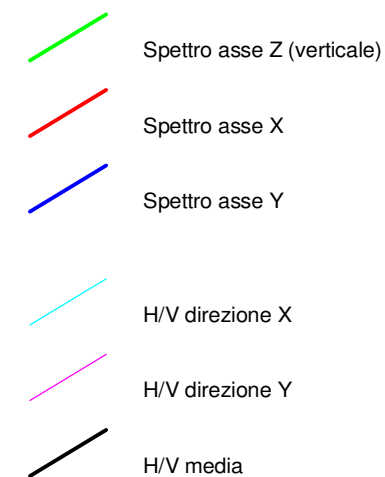 Spettro asse Z (verticale)
Spettro asse X
Spettro asse Y
H/V direzione X
H/V direzione Y
H/V media